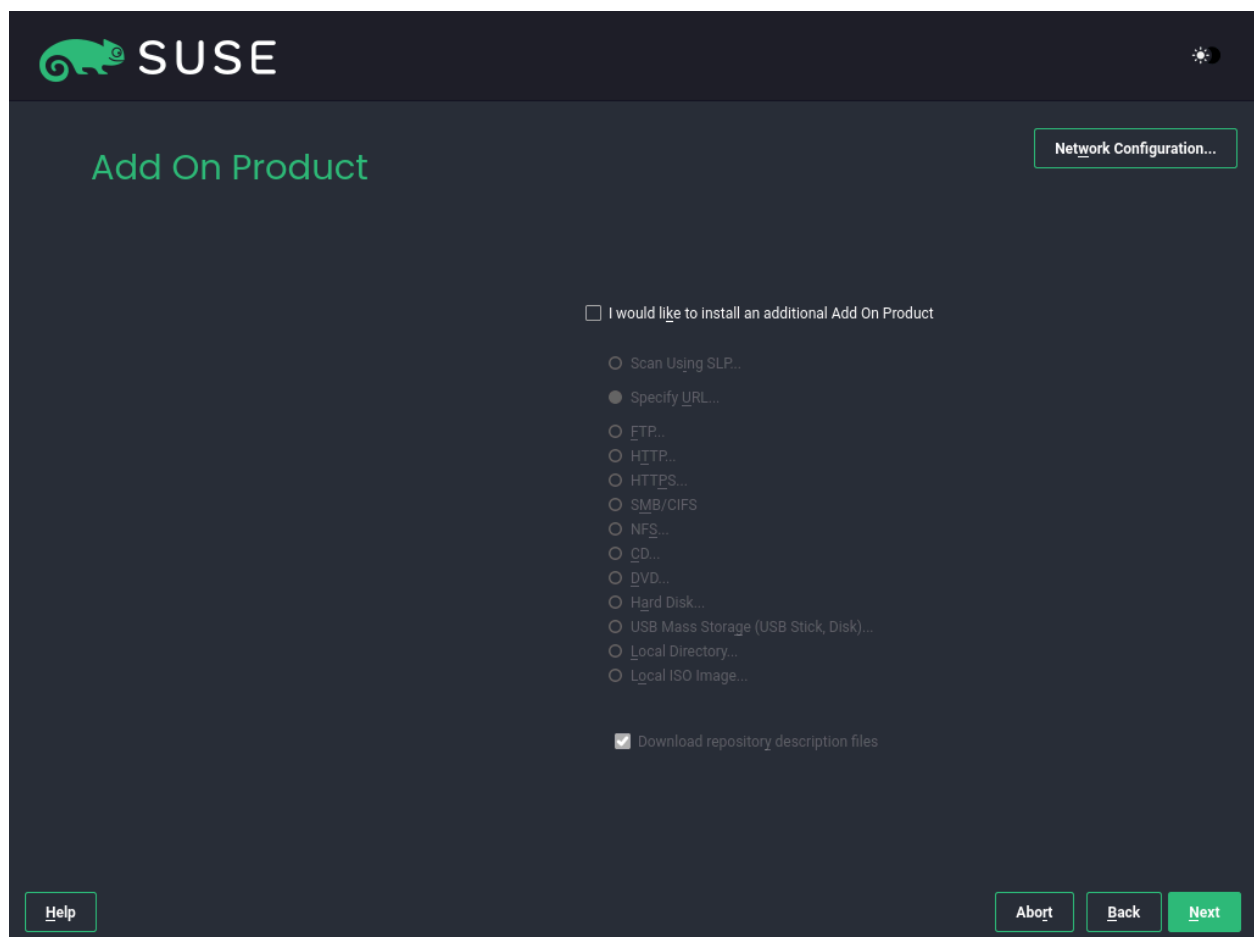 SUSE
Network Configuration...
Add On Product
I would like to install an additional Add On Product
Scan Using SLP...
Specify URL...
FTP...
HTTP...
HTTPS...
SMB/CIFS
NFS...
CD...
DVD...
Hard Disk...
USB Mass Storage (USB Stick, Disk)...
Local Directory...
Local ISO Image...
Download repository description files
Help
Abort
Back
Next